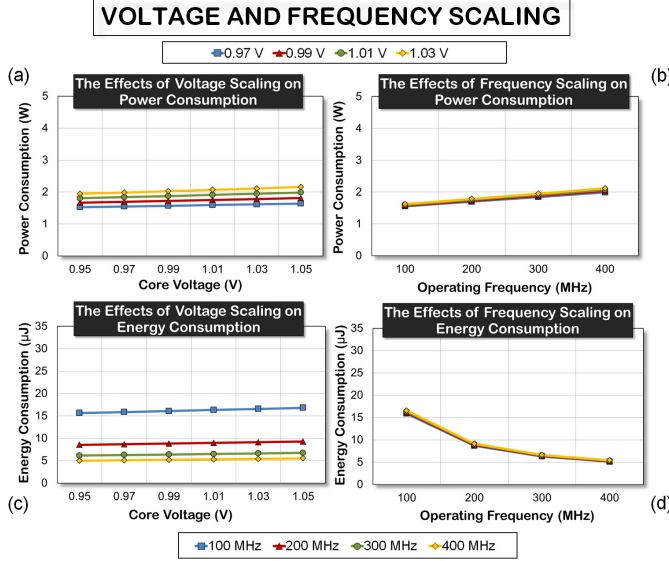 VOLTAGE AND FREQUENCY SCALING
0.97 V 0.99 V 1.01 V 1.03 V
(a)
The Effects of Voltage Scaling on
Power Consumption
Power Consumption (W)
5
4
3
2
1
0
0.95 0.97 0.99 1.01 1.03 1.05
Core Voltage (V)
(b)
The Effects of Frequency Scaling on
Power Consumption
Power Consumption (W)
5
4
3
2
1
0
100 200 300 400
Operating Frequency (MHz)
The Effects of Voltage Scaling on
Energy Consumption
Energy Consumption (µJ)
35
30
25
20
15
10
5
0
0.95 0.97 0.99 1.01 1.03 1.05
Core Voltage (V)
(c)
The Effects of Frequency Scaling on
Energy Consumption
Energy Consumption (µJ)
35
30
25
20
15
10
5
0
100 200 300 400
Operating Frequency (MHz)
(d)
100 MHz 200 MHz 300 MHz 400 MHz